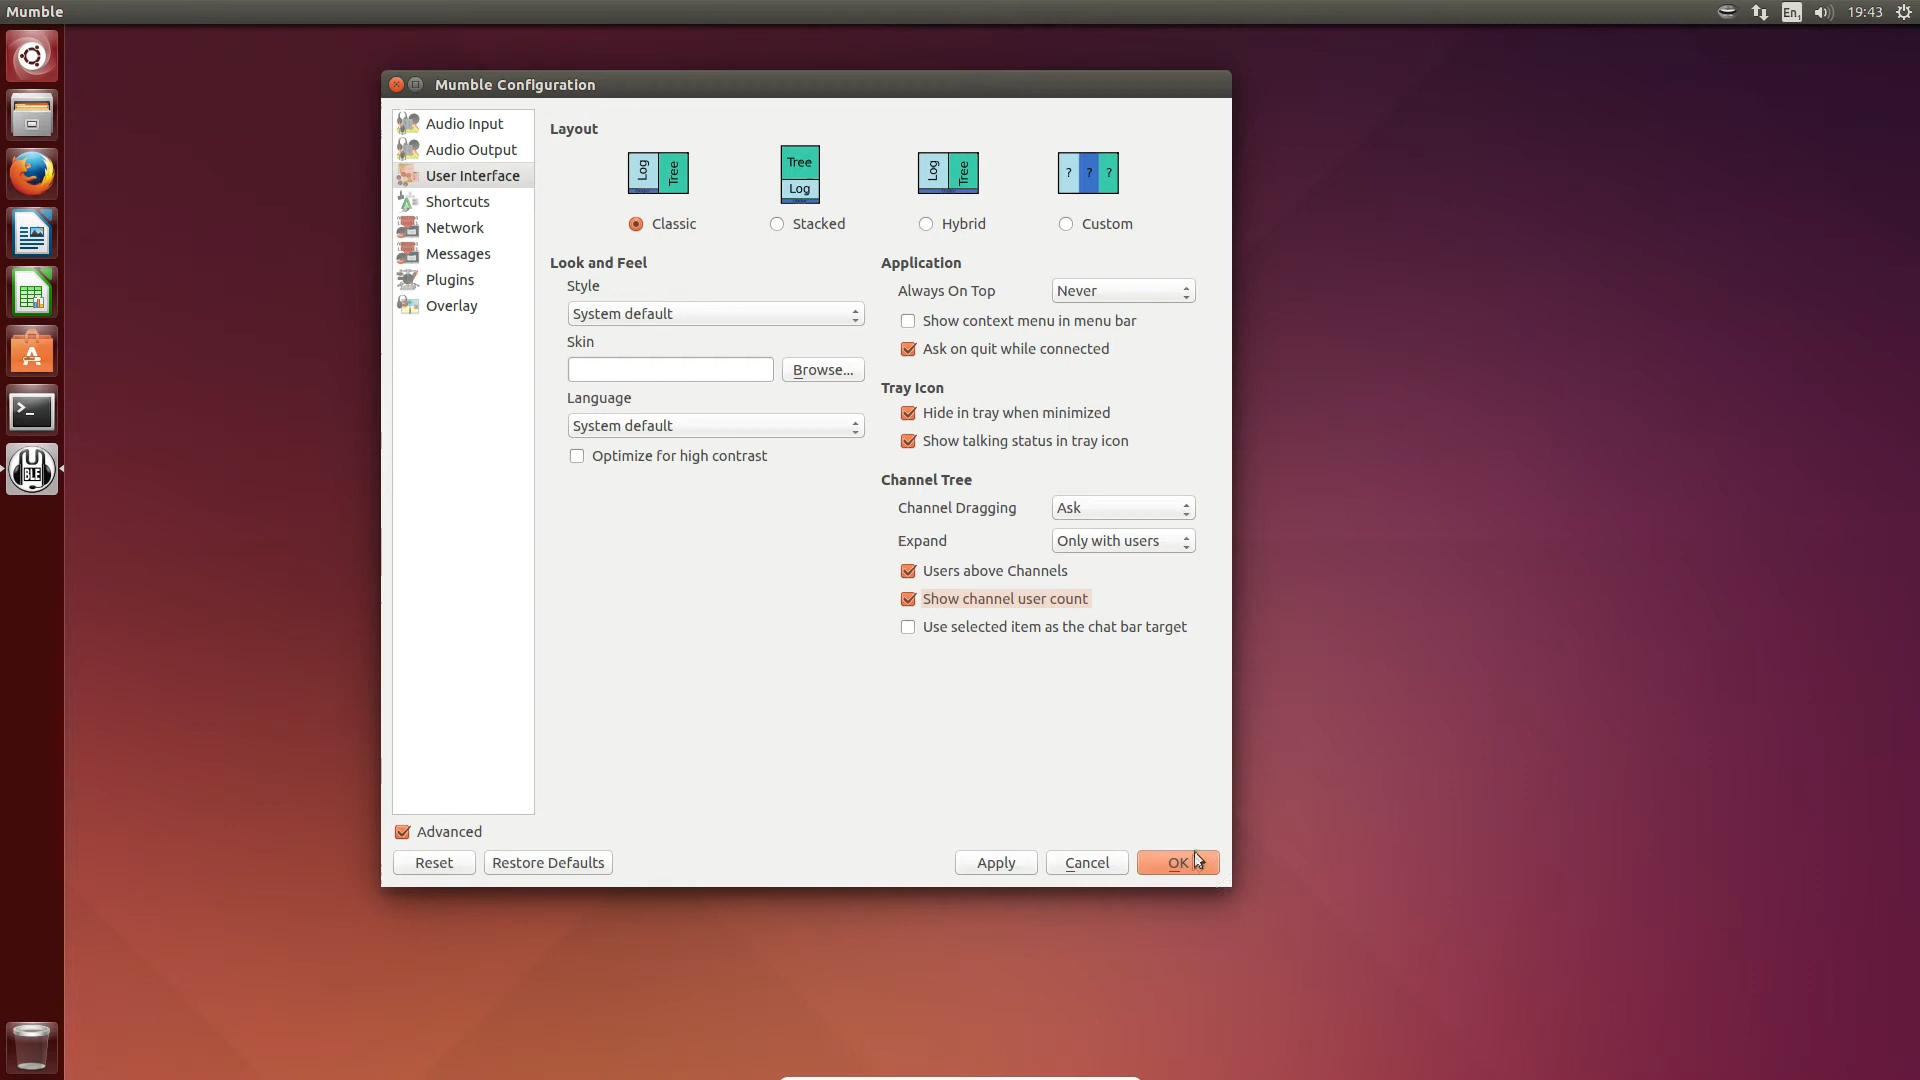 Mumble
En1
19:43
Mumble Configuration
Audio Input
Audio Output
User Interface
Shortcuts
Network
Messages
Plugins
Overlay
Layout
Log Tree
Tree
Log
Log Tree
? ? ?
Classic
Stacked
Hybrid
Custom
Look and Feel
Style
System default
Skin
Browse...
Language
System default
Optimize for high contrast
Application
Always On Top
Never
Show context menu in menu bar
Ask on quit while connected
Tray Icon
Hide in tray when minimized
Show talking status in tray icon
Channel Tree
Channel Dragging
Ask
Expand
Only with users
Users above Channels
Show channel user count
Use selected item as the chat bar target
Advanced
Reset
Restore Defaults
Apply
Cancel
OK